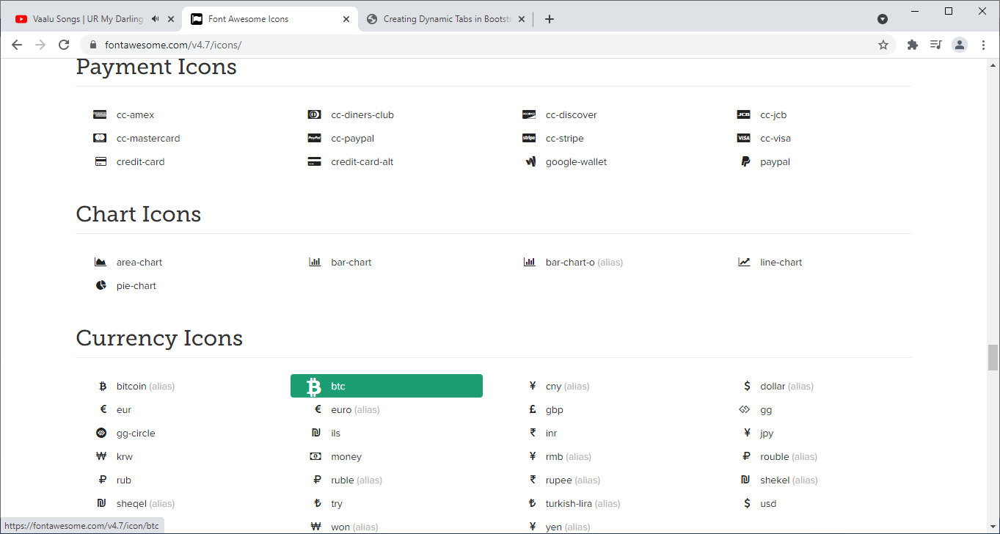 Vaalu Songs | UR My Darling
Font Awesome Icons
Creating Dynamic Tabs in Bootstr
fontawesome.com/v4.7/icons/
Payment Icons
cc-amex cc-diners-club cc-discover cc-jcb
cc-mastercard cc-paypal cc-stripe cc-visa
credit-card credit-card-alt google-wallet paypal
Chart Icons
area-chart bar-chart bar-chart-o (alias) line-chart
pie-chart
Currency Icons
bitcoin (alias) btc cny (alias) dollar (alias)
eur euro (alias) gbp gg
gg-circle ils inr jpy
krw money rmb (alias) rouble (alias)
rub ruble (alias) rupee (alias) shekel (alias)
sheqel (alias) try turkish-lira (alias) usd
won (alias) yen (alias)
https://fontawesome.com/v4.7/icon/btc